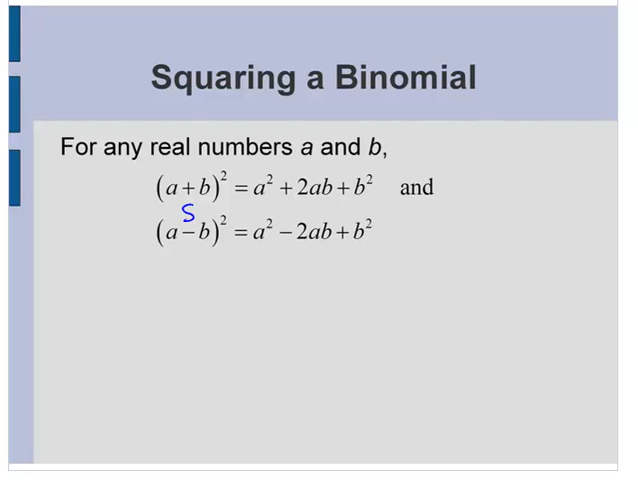 Squaring a Binomial
For any real numbers a and b,
(a + b)² = a² + 2ab + b² and
S
(a − b)² = a² − 2ab + b²